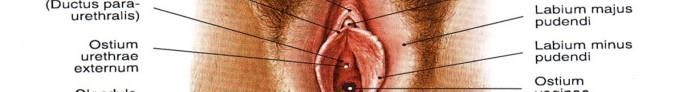 (Ductus para-
urethralis)
Ostium
urethrae
externum
Labium majus
pudendi
Labium minus
pudendi
Ostium